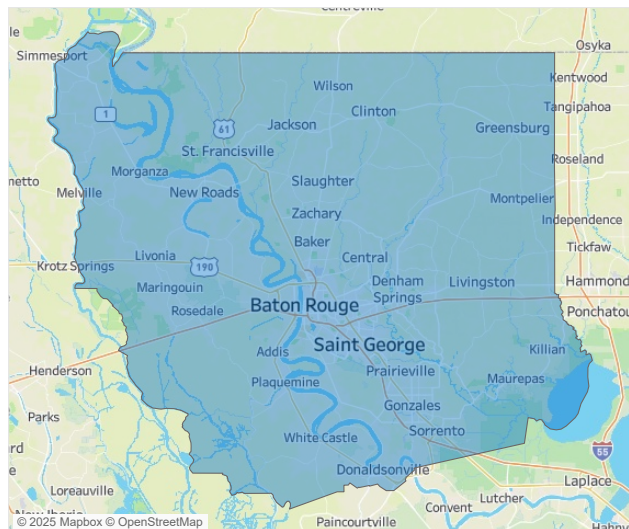 Centreville
Simmesport
Osyka
Kentwood
Wilson
Tangipahoa
1
Clinton
61
Jackson
Greensburg
St. Francisville
Roseland
Morganza
Slaughter
Melville
New Roads
Montpelier
Zachary
Independence
Baker
Tickfaw
Livonia
Central
Krotz Springs
190
Hammond
Maringouin
Denham
Springs
Livingston
Rosedale
Baton Rouge
Ponchatou
Saint George
Addis
Killian
Henderson
Prairieville
Plaquemine
Maurepas
Parks
Gonzales
White Castle
Sorrento
55
Donaldsonville
Laplace
Loreauville
Lutcher
Convent
Paincourtville
© 2025 Mapbox © OpenStreetMap